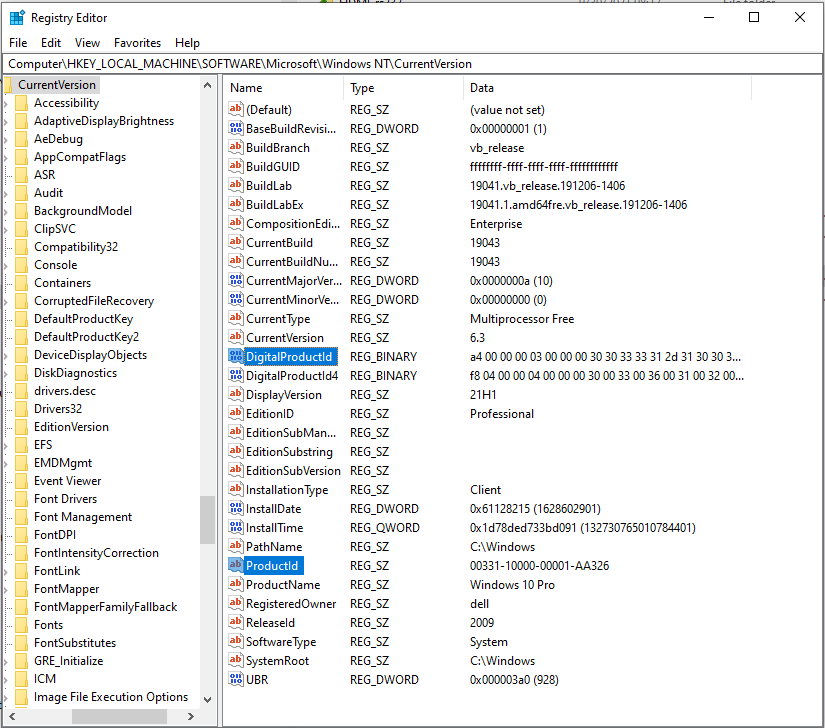 Registry Editor
File Edit View Favorites Help
Computer\HKEY_LOCAL_MACHINE\SOFTWARE\Microsoft\Windows NT\CurrentVersion
CurrentVersion
Accessibility
AdaptiveDisplayBrightness
AeDebug
AppCompatFlags
ASR
Audit
BackgroundModel
ClipSVC
Compatibility32
Console
Containers
CorruptedFileRecovery
DefaultProductKey
DefaultProductKey2
DeviceDisplayObjects
DiskDiagnostics
drivers.desc
Drivers32
EditionVersion
EFS
EMDMgmt
Event Viewer
Font Drivers
Font Management
FontDPI
FontIntensityCorrection
FontLink
FontMapper
FontMapperFamilyFallback
Fonts
FontSubstitutes
GRE_Initialize
ICM
Image File Execution Options
Name Type Data
(Default) REG_SZ (value not set)
BaseBuildRevisi... REG_DWORD 0x00000001 (1)
BuildBranch REG_SZ vb_release
BuildGUID REG_SZ ffffffff-ffff-ffff-ffff-ffffffffffff
BuildLab REG_SZ 19041.vb_release.191206-1406
BuildLabEx REG_SZ 19041.1.amd64fre.vb_release.191206-1406
CompositionEdi... REG_SZ Enterprise
CurrentBuild REG_SZ 19043
CurrentBuildNu... REG_SZ 19043
CurrentMajorVer... REG_DWORD 0x0000000a (10)
CurrentMinorVe... REG_DWORD 0x00000000 (0)
CurrentType REG_SZ Multiprocessor Free
CurrentVersion REG_SZ 6.3
DigitalProductId REG_BINARY a4 00 00 00 03 00 00 00 30 30 33 33 31 2d 31 30 30 3...
DigitalProductId4 REG_BINARY f8 04 00 00 04 00 00 00 30 00 33 00 36 00 31 00 32 00...
DisplayVersion REG_SZ 21H1
EditionID REG_SZ Professional
EditionSubMan... REG_SZ
EditionSubstring REG_SZ
EditionSubVersion REG_SZ
InstallationType REG_SZ Client
InstallDate REG_DWORD 0x61128215 (1628602901)
InstallTime REG_QWORD 0x1d78ded733bd091 (132730765010784401)
PathName REG_SZ C:\Windows
ProductId REG_SZ 00331-10000-00001-AA326
ProductName REG_SZ Windows 10 Pro
RegisteredOwner REG_SZ dell
ReleaseId REG_SZ 2009
SoftwareType REG_SZ System
SystemRoot REG_SZ C:\Windows
UBR REG_DWORD 0x000003a0 (928)